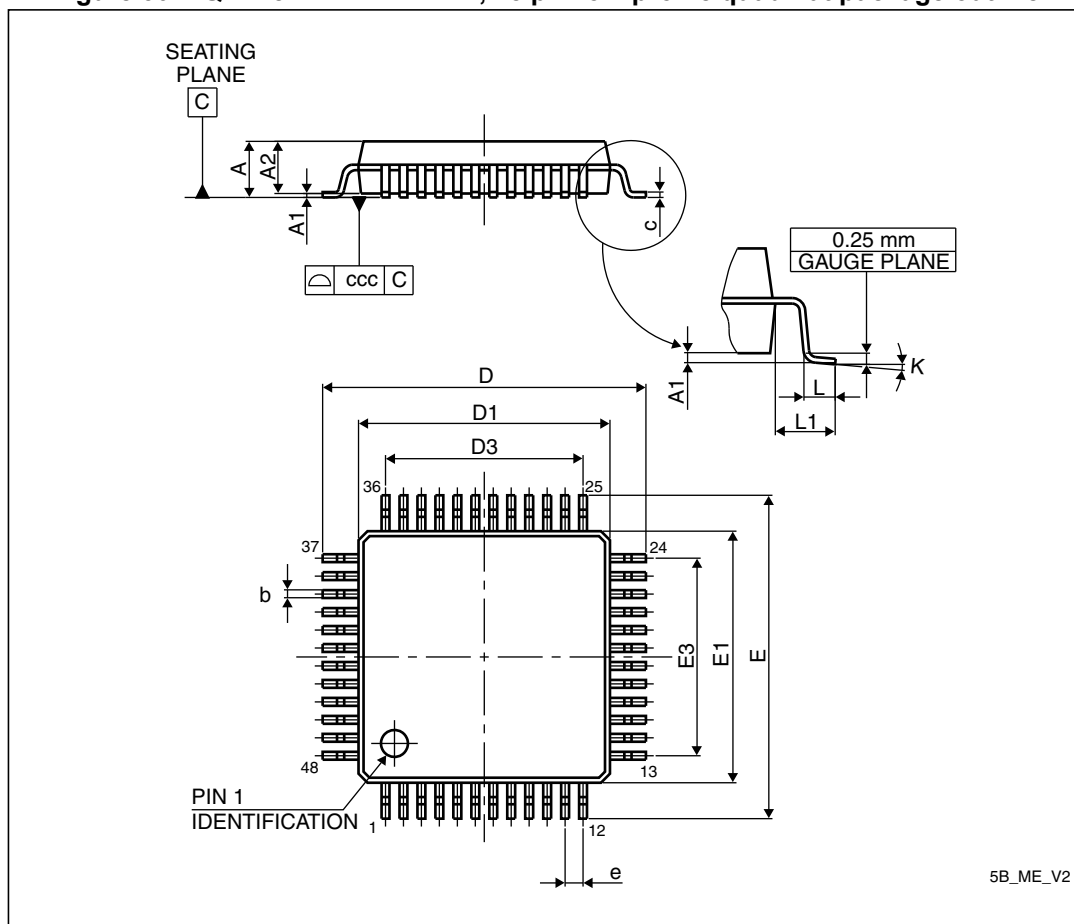 SEATING
PLANE
C
A
A2
A1
c
ccc C
0.25 mm
GAUGE PLANE
A1
K
L
L1
D
D1
D3
36
25
37
24
b
E3
E1
E
48
13
PIN 1
IDENTIFICATION
1
12
e
5B_ME_V2